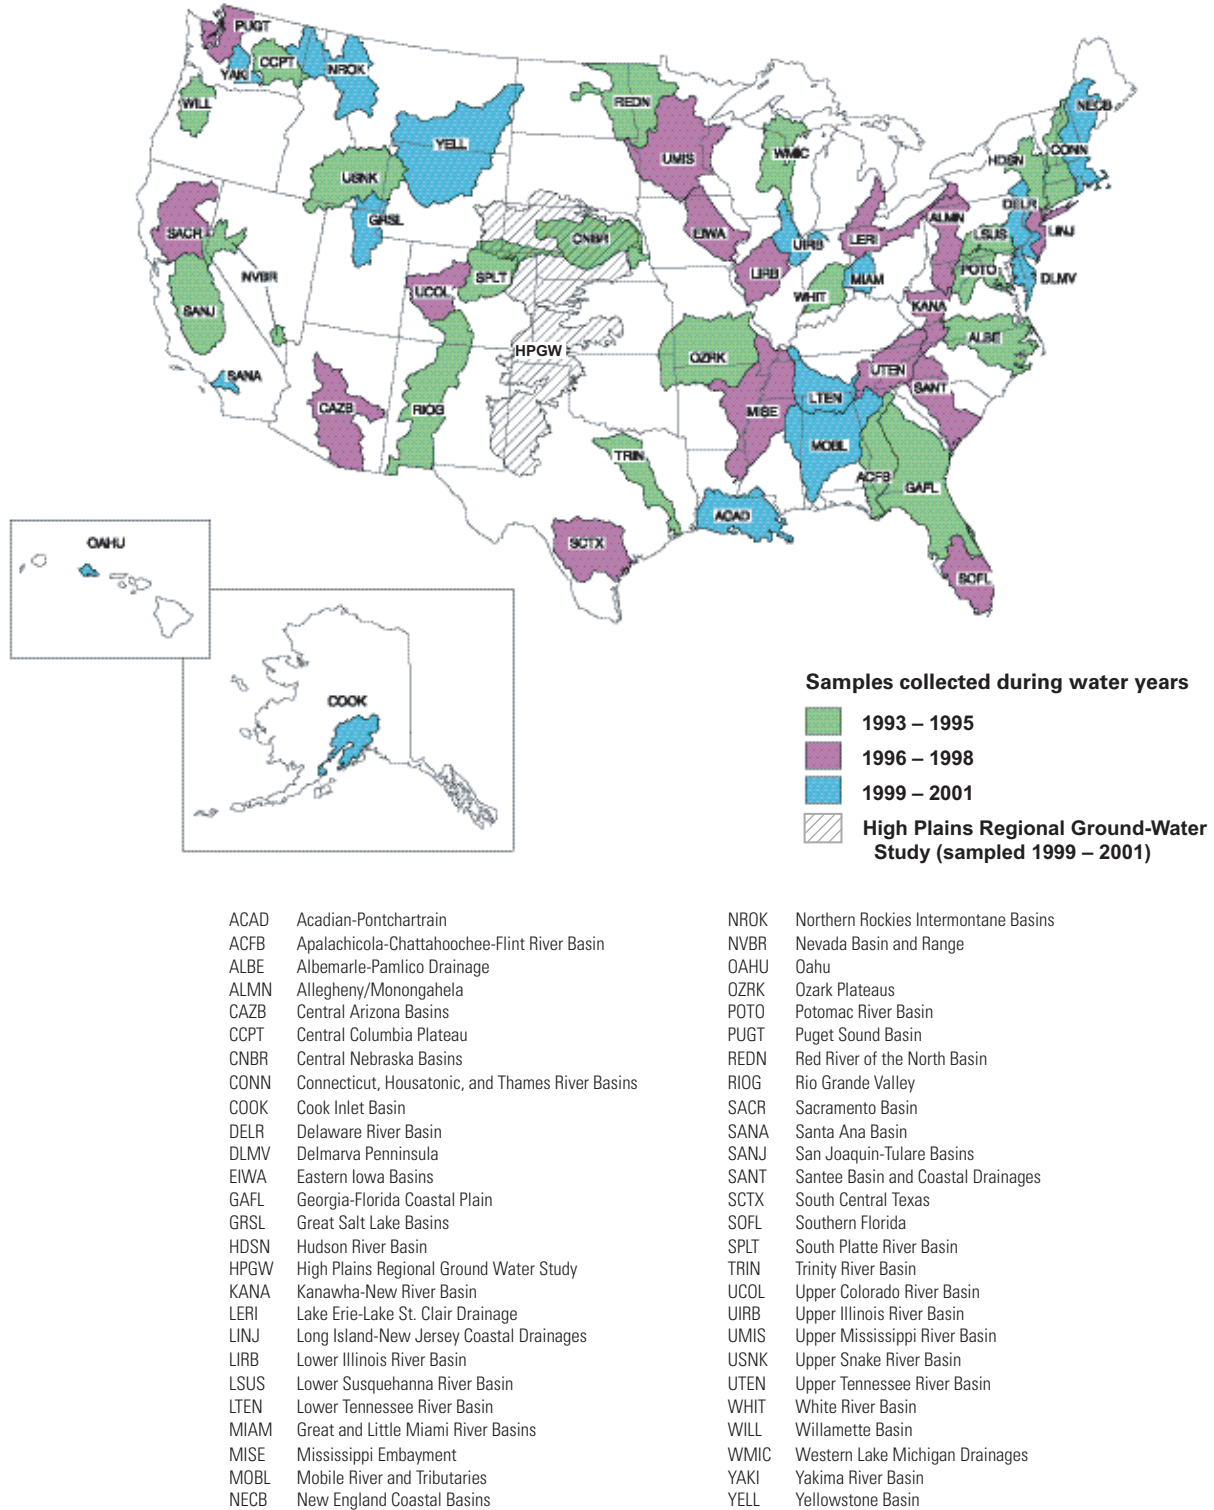 PUGT
YAKI
CCPT
NROK
WILL
REDN
NECB
YELL
UMIS
WMIC
HDSN
CONN
USNK
GRSL
DELR
ALMN
SACR
EIWA
LERI
LSUS
LINJ
CNBR
UIRB
NVBR
SPLT
LIRB
POTO
MIAM
DLMV
UCOL
WHIT
KANA
SANJ
ALBE
HPGW
OZRK
SANA
UTEN
SANT
LTEN
CAZB
RIOG
MISE
MOBL
TRIN
ACFB
GAFL
ACAD
SCTX
SOFL
OAHU
COOK
Samples collected during water years
1993 – 1995
1996 – 1998
1999 – 2001
High Plains Regional Ground-Water
Study (sampled 1999 – 2001)
ACAD Acadian-Pontchartrain
ACFB Apalachicola-Chattahoochee-Flint River Basin
ALBE Albemarle-Pamlico Drainage
ALMN Allegheny/Monongahela
CAZB Central Arizona Basins
CCPT Central Columbia Plateau
CNBR Central Nebraska Basins
CONN Connecticut, Housatonic, and Thames River Basins
COOK Cook Inlet Basin
DELR Delaware River Basin
DLMV Delmarva Penninsula
EIWA Eastern Iowa Basins
GAFL Georgia-Florida Coastal Plain
GRSL Great Salt Lake Basins
HDSN Hudson River Basin
HPGW High Plains Regional Ground Water Study
KANA Kanawha-New River Basin
LERI Lake Erie-Lake St. Clair Drainage
LINJ Long Island-New Jersey Coastal Drainages
LIRB Lower Illinois River Basin
LSUS Lower Susquehanna River Basin
LTEN Lower Tennessee River Basin
MIAM Great and Little Miami River Basins
MISE Mississippi Embayment
MOBL Mobile River and Tributaries
NECB New England Coastal Basins
NROK Northern Rockies Intermontane Basins
NVBR Nevada Basin and Range
OAHU Oahu
OZRK Ozark Plateaus
POTO Potomac River Basin
PUGT Puget Sound Basin
REDN Red River of the North Basin
RIOG Rio Grande Valley
SACR Sacramento Basin
SANA Santa Ana Basin
SANJ San Joaquin-Tulare Basins
SANT Santee Basin and Coastal Drainages
SCTX South Central Texas
SOFL Southern Florida
SPLT South Platte River Basin
TRIN Trinity River Basin
UCOL Upper Colorado River Basin
UIRB Upper Illinois River Basin
UMIS Upper Mississippi River Basin
USNK Upper Snake River Basin
UTEN Upper Tennessee River Basin
WHIT White River Basin
WILL Willamette Basin
WMIC Western Lake Michigan Drainages
YAKI Yakima River Basin
YELL Yellowstone Basin